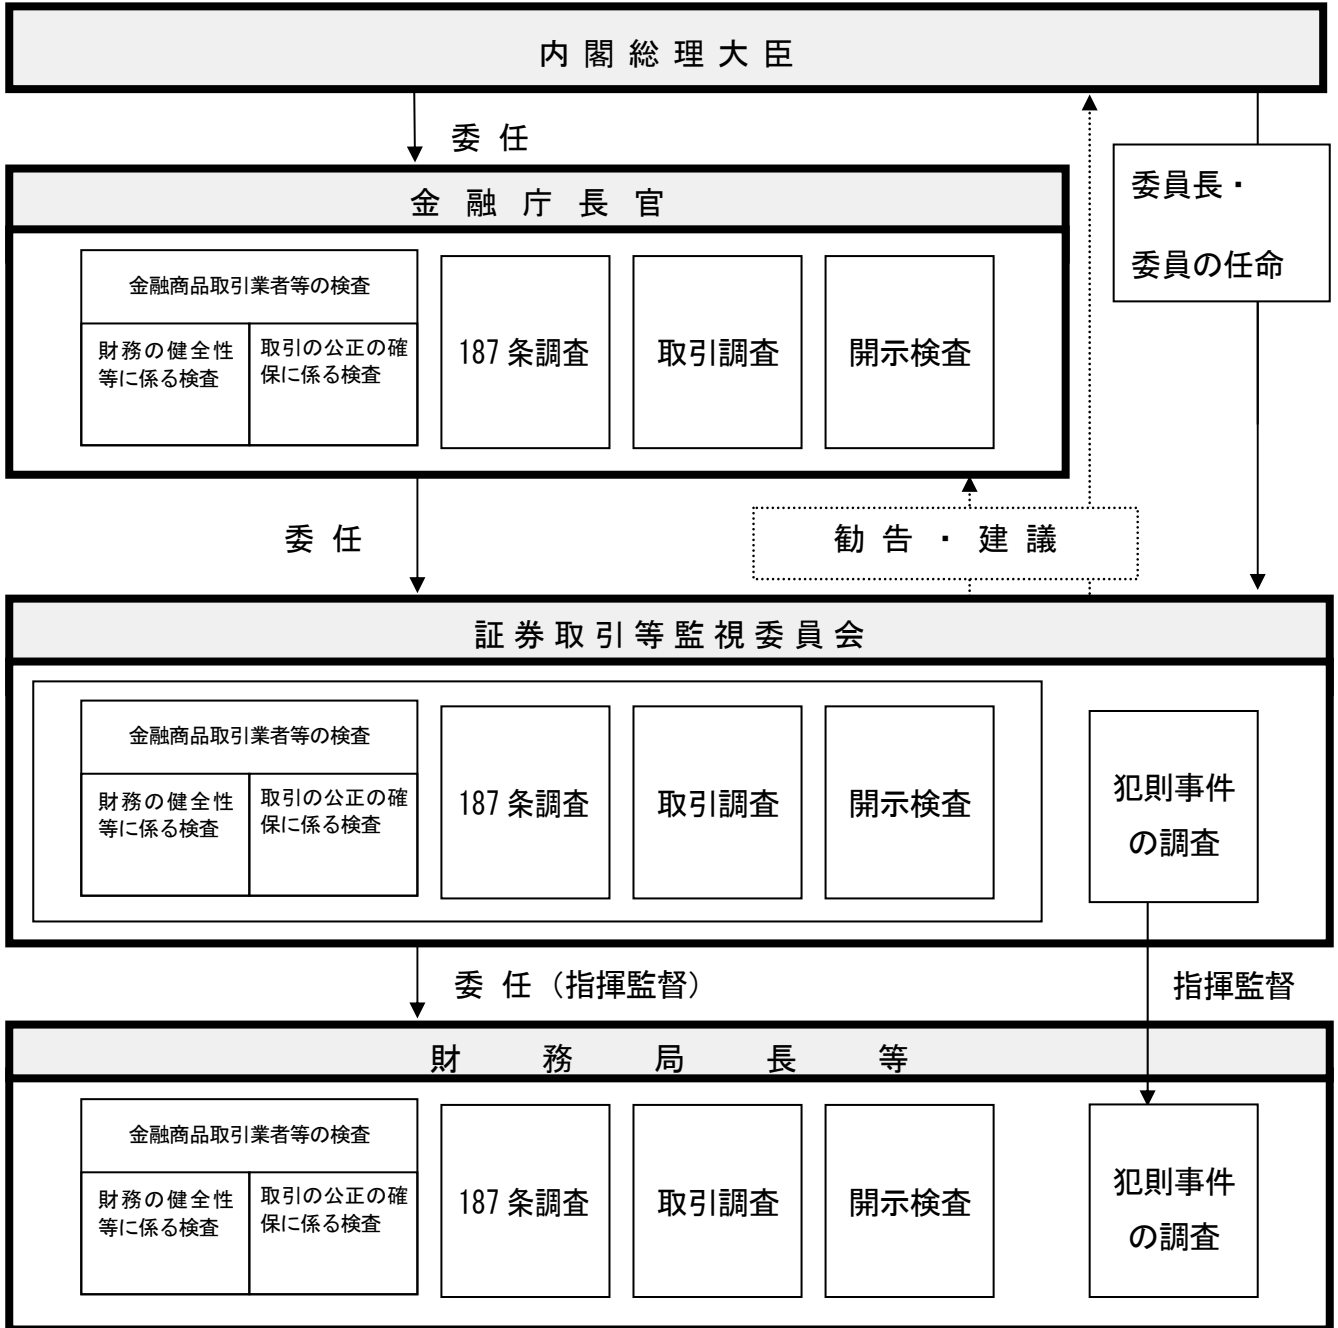 内閣総理大臣
委任
委員長・
委員の任命
金融庁長官
金融商品取引業者等の検査
財務の健全性
等に係る検査
取引の公正の確
保に係る検査
187条調査
取引調査
開示検査
委任
勧告・建議
証券取引等監視委員会
金融商品取引業者等の検査
財務の健全性
等に係る検査
取引の公正の確
保に係る検査
187条調査
取引調査
開示検査
犯則事件
の調査
委任（指揮監督）
指揮監督
財務局長等
金融商品取引業者等の検査
財務の健全性
等に係る検査
取引の公正の確
保に係る検査
187条調査
取引調査
開示検査
犯則事件
の調査